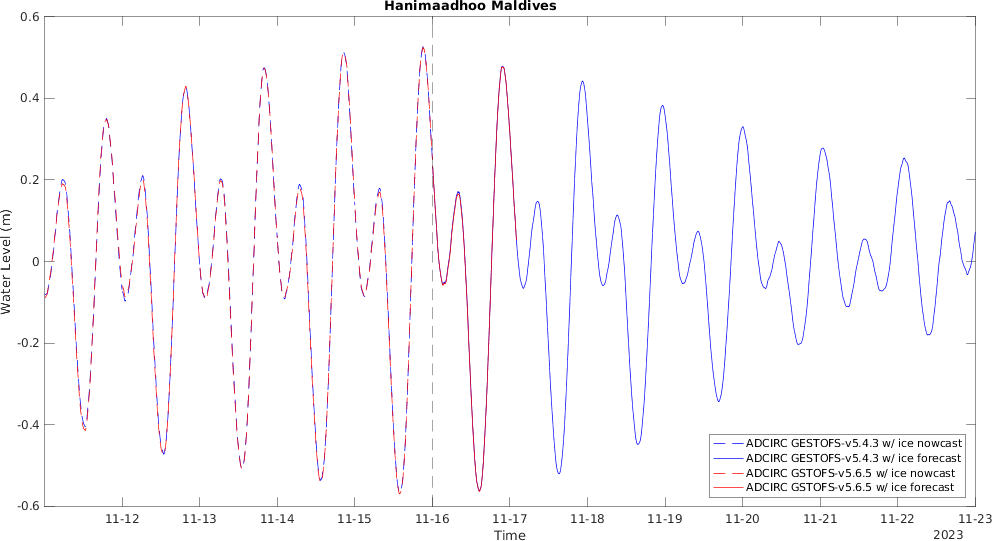 Hanimaadhoo Maldives
0.6
0.4
0.2
0
-0.2
-0.4
-0.6
Water Level (m)
ADCIRC GESTOFS-v5.4.3 w/ ice nowcast
ADCIRC GESTOFS-v5.4.3 w/ ice forecast
ADCIRC GSTOFS-v5.6.5 w/ ice nowcast
ADCIRC GSTOFS-v5.6.5 w/ ice forecast
11-12 11-13 11-14 11-15 11-16 11-17 11-18 11-19 11-20 11-21 11-22 11-23
Time
2023